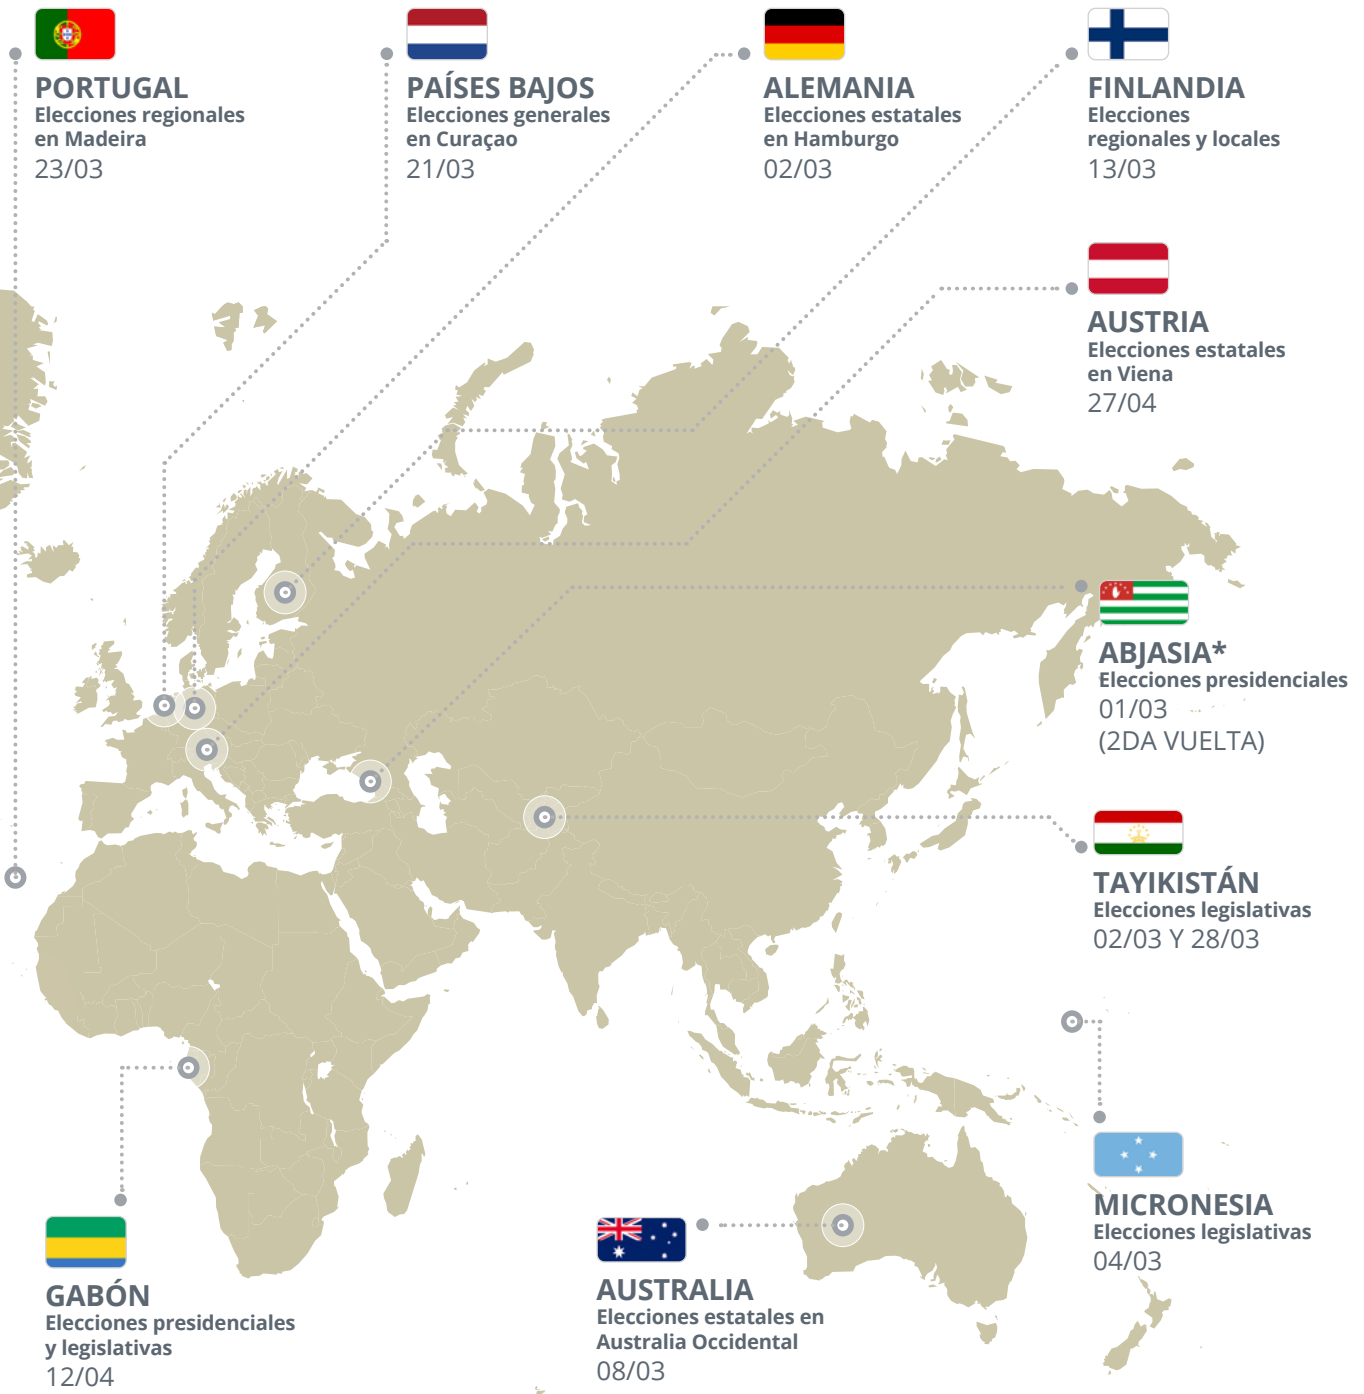 PORTUGAL
Elecciones regionales
en Madeira
23/03
PAÍSES BAJOS
Elecciones generales
en Curaçao
21/03
ALEMANIA
Elecciones estatales
en Hamburgo
02/03
FINLANDIA
Elecciones
regionales y locales
13/03
AUSTRIA
Elecciones estatales
en Viena
27/04
ABJASIA*
Elecciones presidenciales
01/03
(2DA VUELTA)
TAYIKISTÁN
Elecciones legislativas
02/03 Y 28/03
MICRONESIA
Elecciones legislativas
04/03
GABÓN
Elecciones presidenciales
y legislativas
12/04
AUSTRALIA
Elecciones estatales en
Australia Occidental
08/03